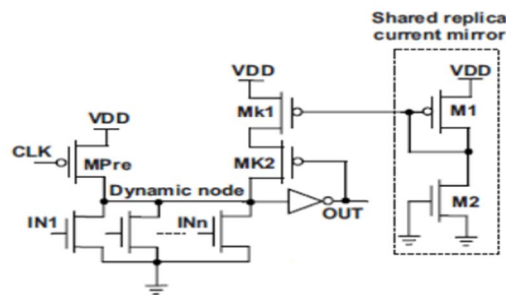 Shared replica
current mirror
VDD
VDD
Mk1
M1
VDD
CLK
MPre
MK2
Dynamic node
M2
IN1
INn
OUT